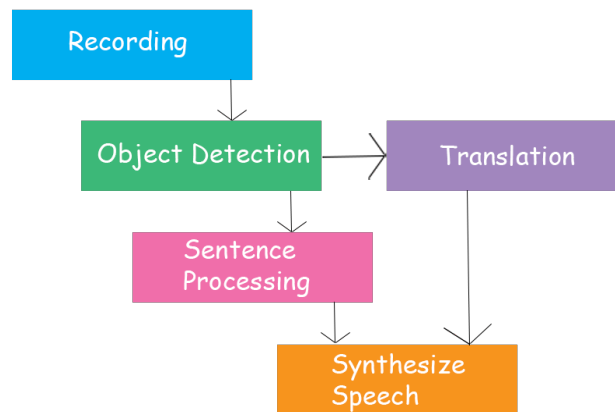 Recording
Object Detection
Translation
Sentence
Processing
Synthesize
Speech